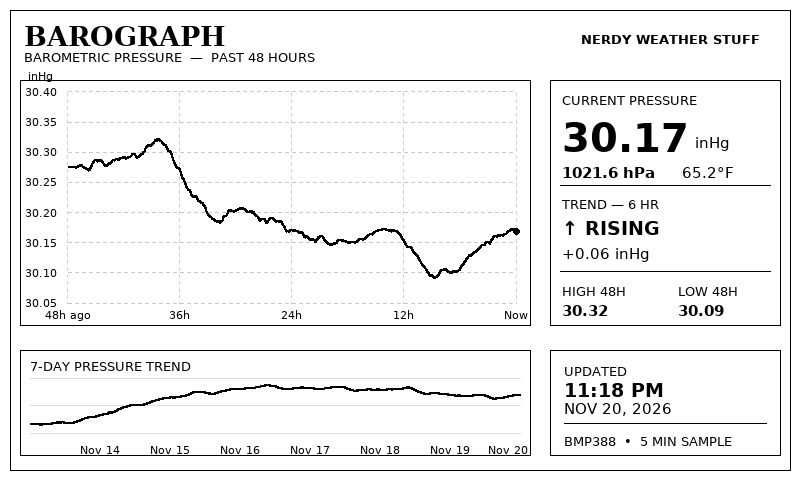 BAROGRAPH
BAROMETRIC PRESSURE — PAST 48 HOURS
NERDY WEATHER STUFF
inHg
30.40
30.35
30.30
30.25
30.20
30.15
30.10
30.05
48h ago 36h 24h 12h Now
CURRENT PRESSURE
30.17 inHg
1021.6 hPa 65.2°F
TREND — 6 HR
↑ RISING
+0.06 inHg
HIGH 48H LOW 48H
30.32 30.09
7-DAY PRESSURE TREND
Nov 14 Nov 15 Nov 16 Nov 17 Nov 18 Nov 19 Nov 20
UPDATED
11:18 PM
NOV 20, 2026
BMP388 • 5 MIN SAMPLE